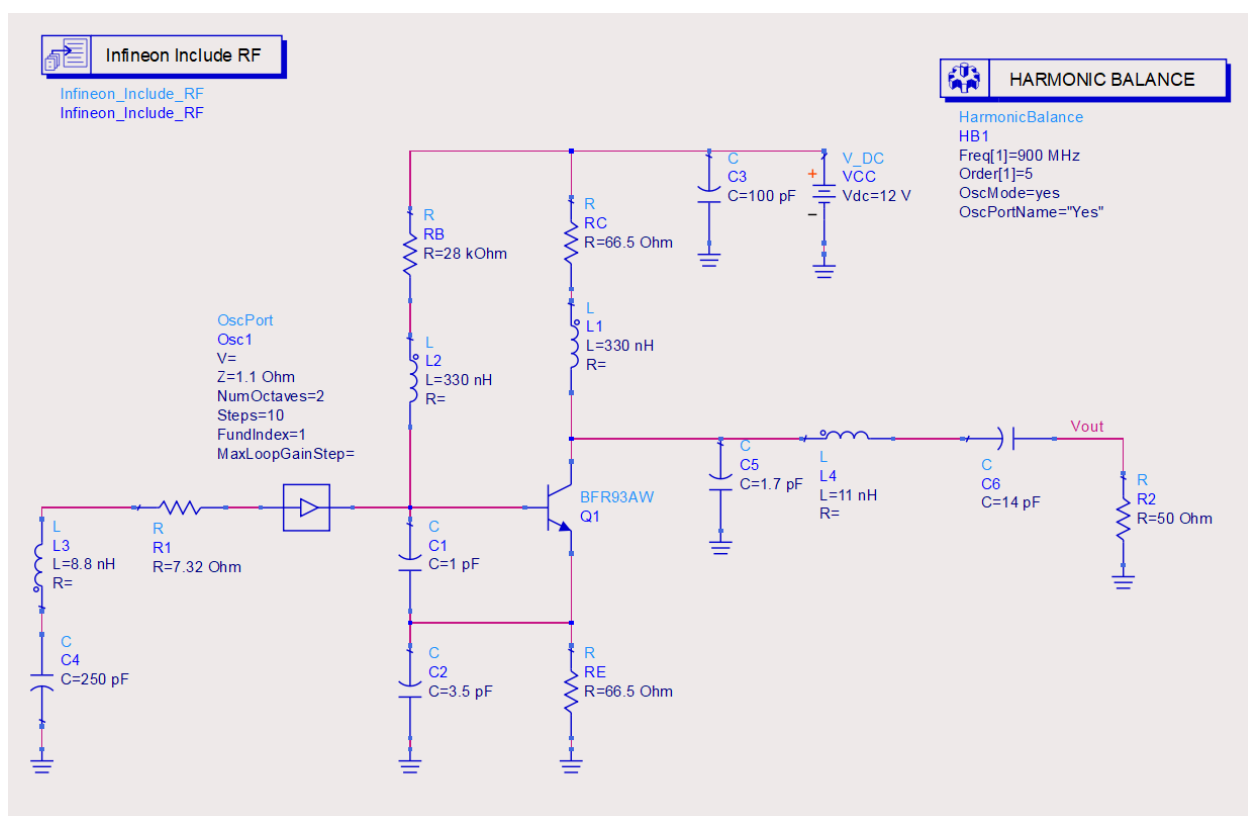 Infineon Include RF
Infineon_Include_RF
Infineon_Include_RF
HARMONIC BALANCE
HarmonicBalance
HB1
Freq[1]=900 MHz
Order[1]=5
OscMode=yes
OscPortName="Yes"
C
C3
C=100 pF
+
-
V_DC
VCC
Vdc=12 V
R
RB
R=28 kOhm
R
RC
R=66.5 Ohm
OscPort
Osc1
V=
Z=1.1 Ohm
NumOctaves=2
Steps=10
FundIndex=1
MaxLoopGainStep=
L
L2
L=330 nH
R=
L
L1
L=330 nH
R=
L
L3
L=8.8 nH
R=
R
R1
R=7.32 Ohm
C
C1
C=1 pF
BFR93AW
Q1
C
C5
C=1.7 pF
L
L4
L=11 nH
R=
C
C6
C=14 pF
Vout
R
R2
R=50 Ohm
C
C4
C=250 pF
C
C2
C=3.5 pF
R
RE
R=66.5 Ohm